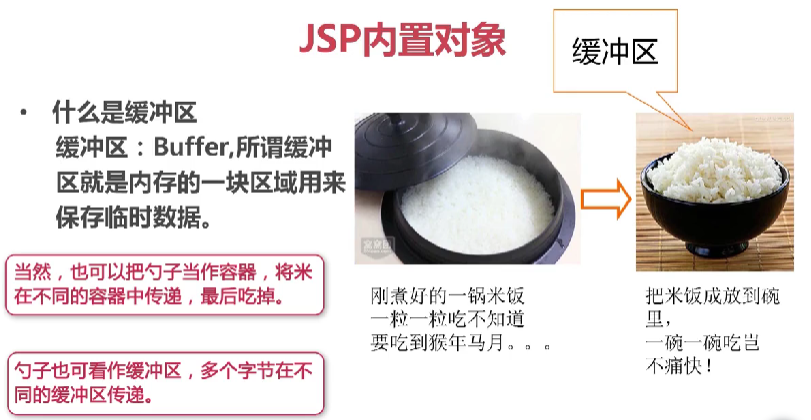 JSP内置对象
缓冲区
• 什么是缓冲区
缓冲区：Buffer,所谓缓冲
区就是内存的一块区域用来
保存临时数据。
当然，也可以把勺子当作容器，将米
在不同的容器中传递，最后吃掉。
勺子也可看作缓冲区，多个字节在不
同的缓冲区传递。
刚煮好的一锅米饭
一粒一粒吃不知道
要吃到猴年马月。。。
把米饭成放到碗
里，
一碗一碗吃岂
不痛快！